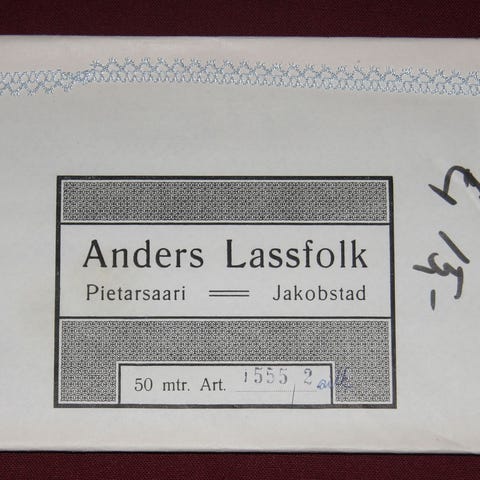 Anders Lassfolk
Pietarsaari = Jakobstad
50 mtr. Art. 1555/2